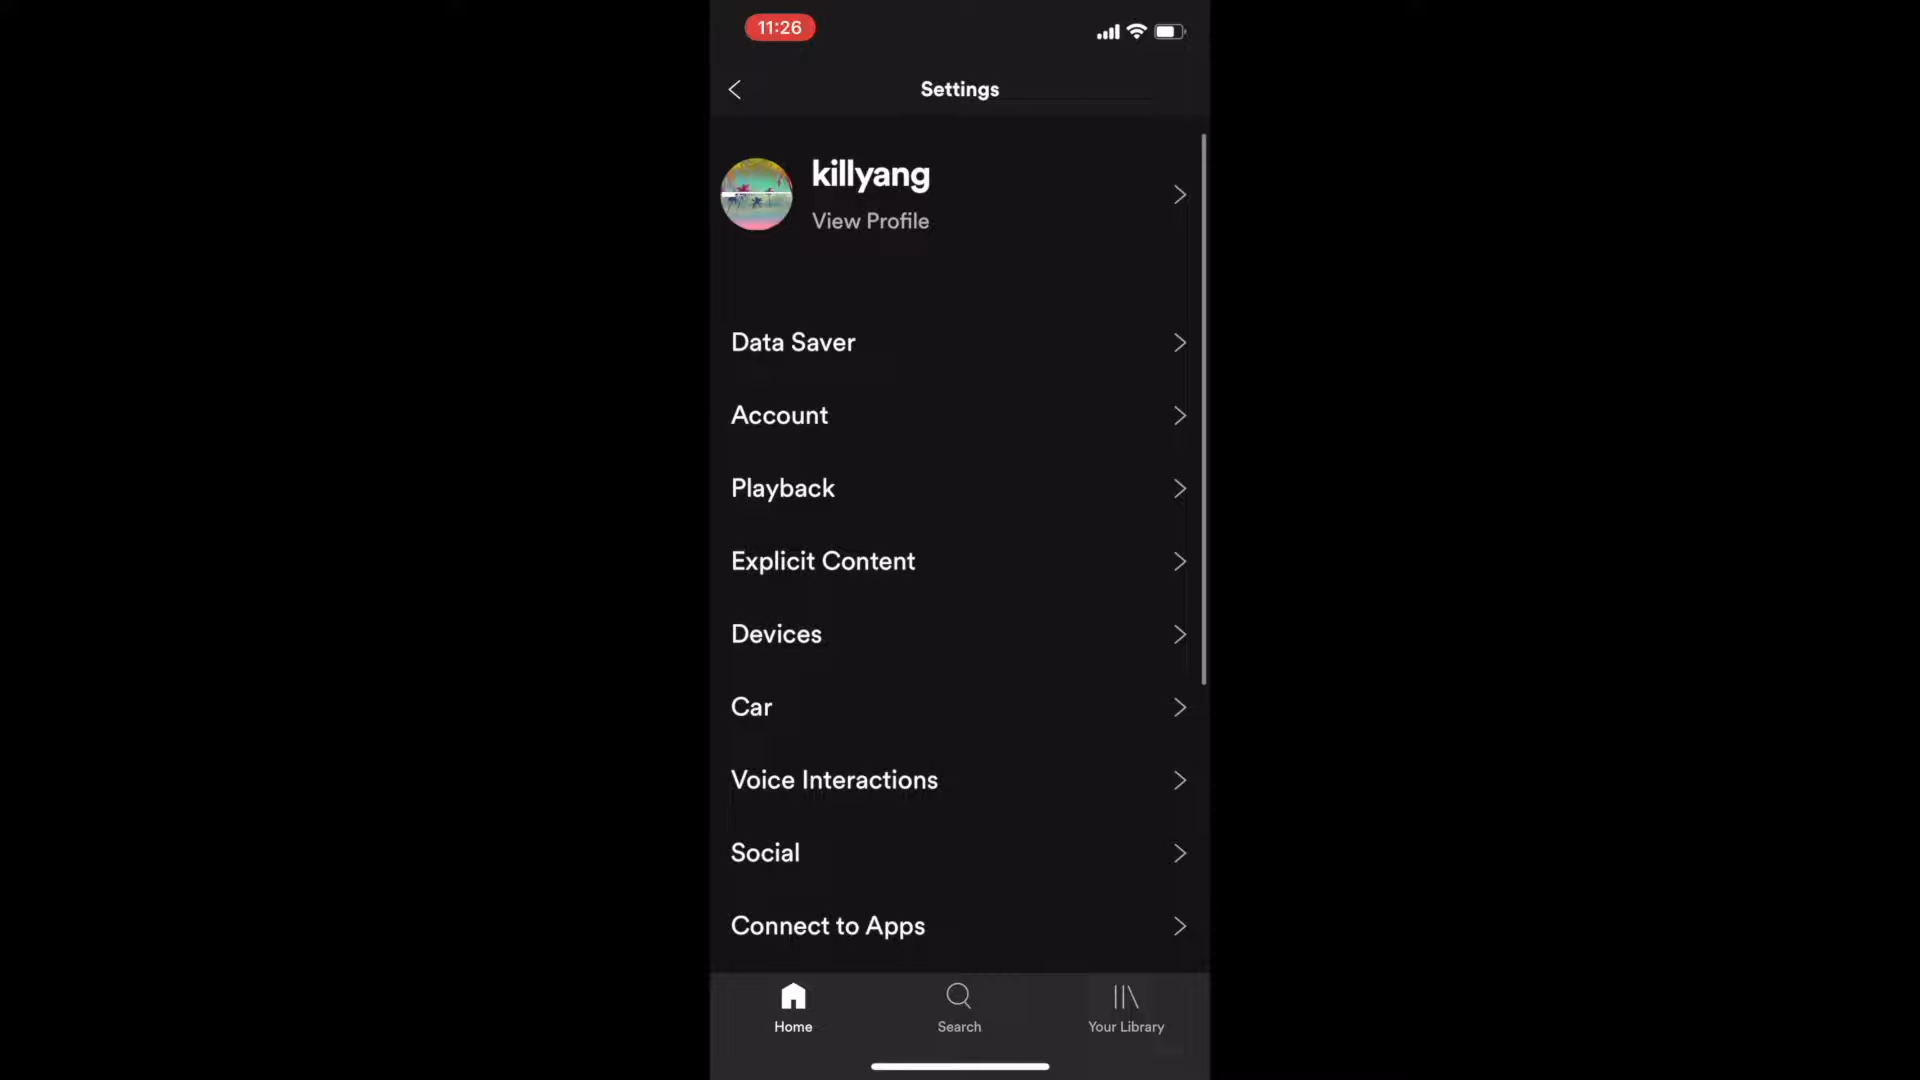 11:26
Settings
killyang
View Profile
Data Saver
Account
Playback
Explicit Content
Devices
Car
Voice Interactions
Social
Connect to Apps
Home
Search
Your Library